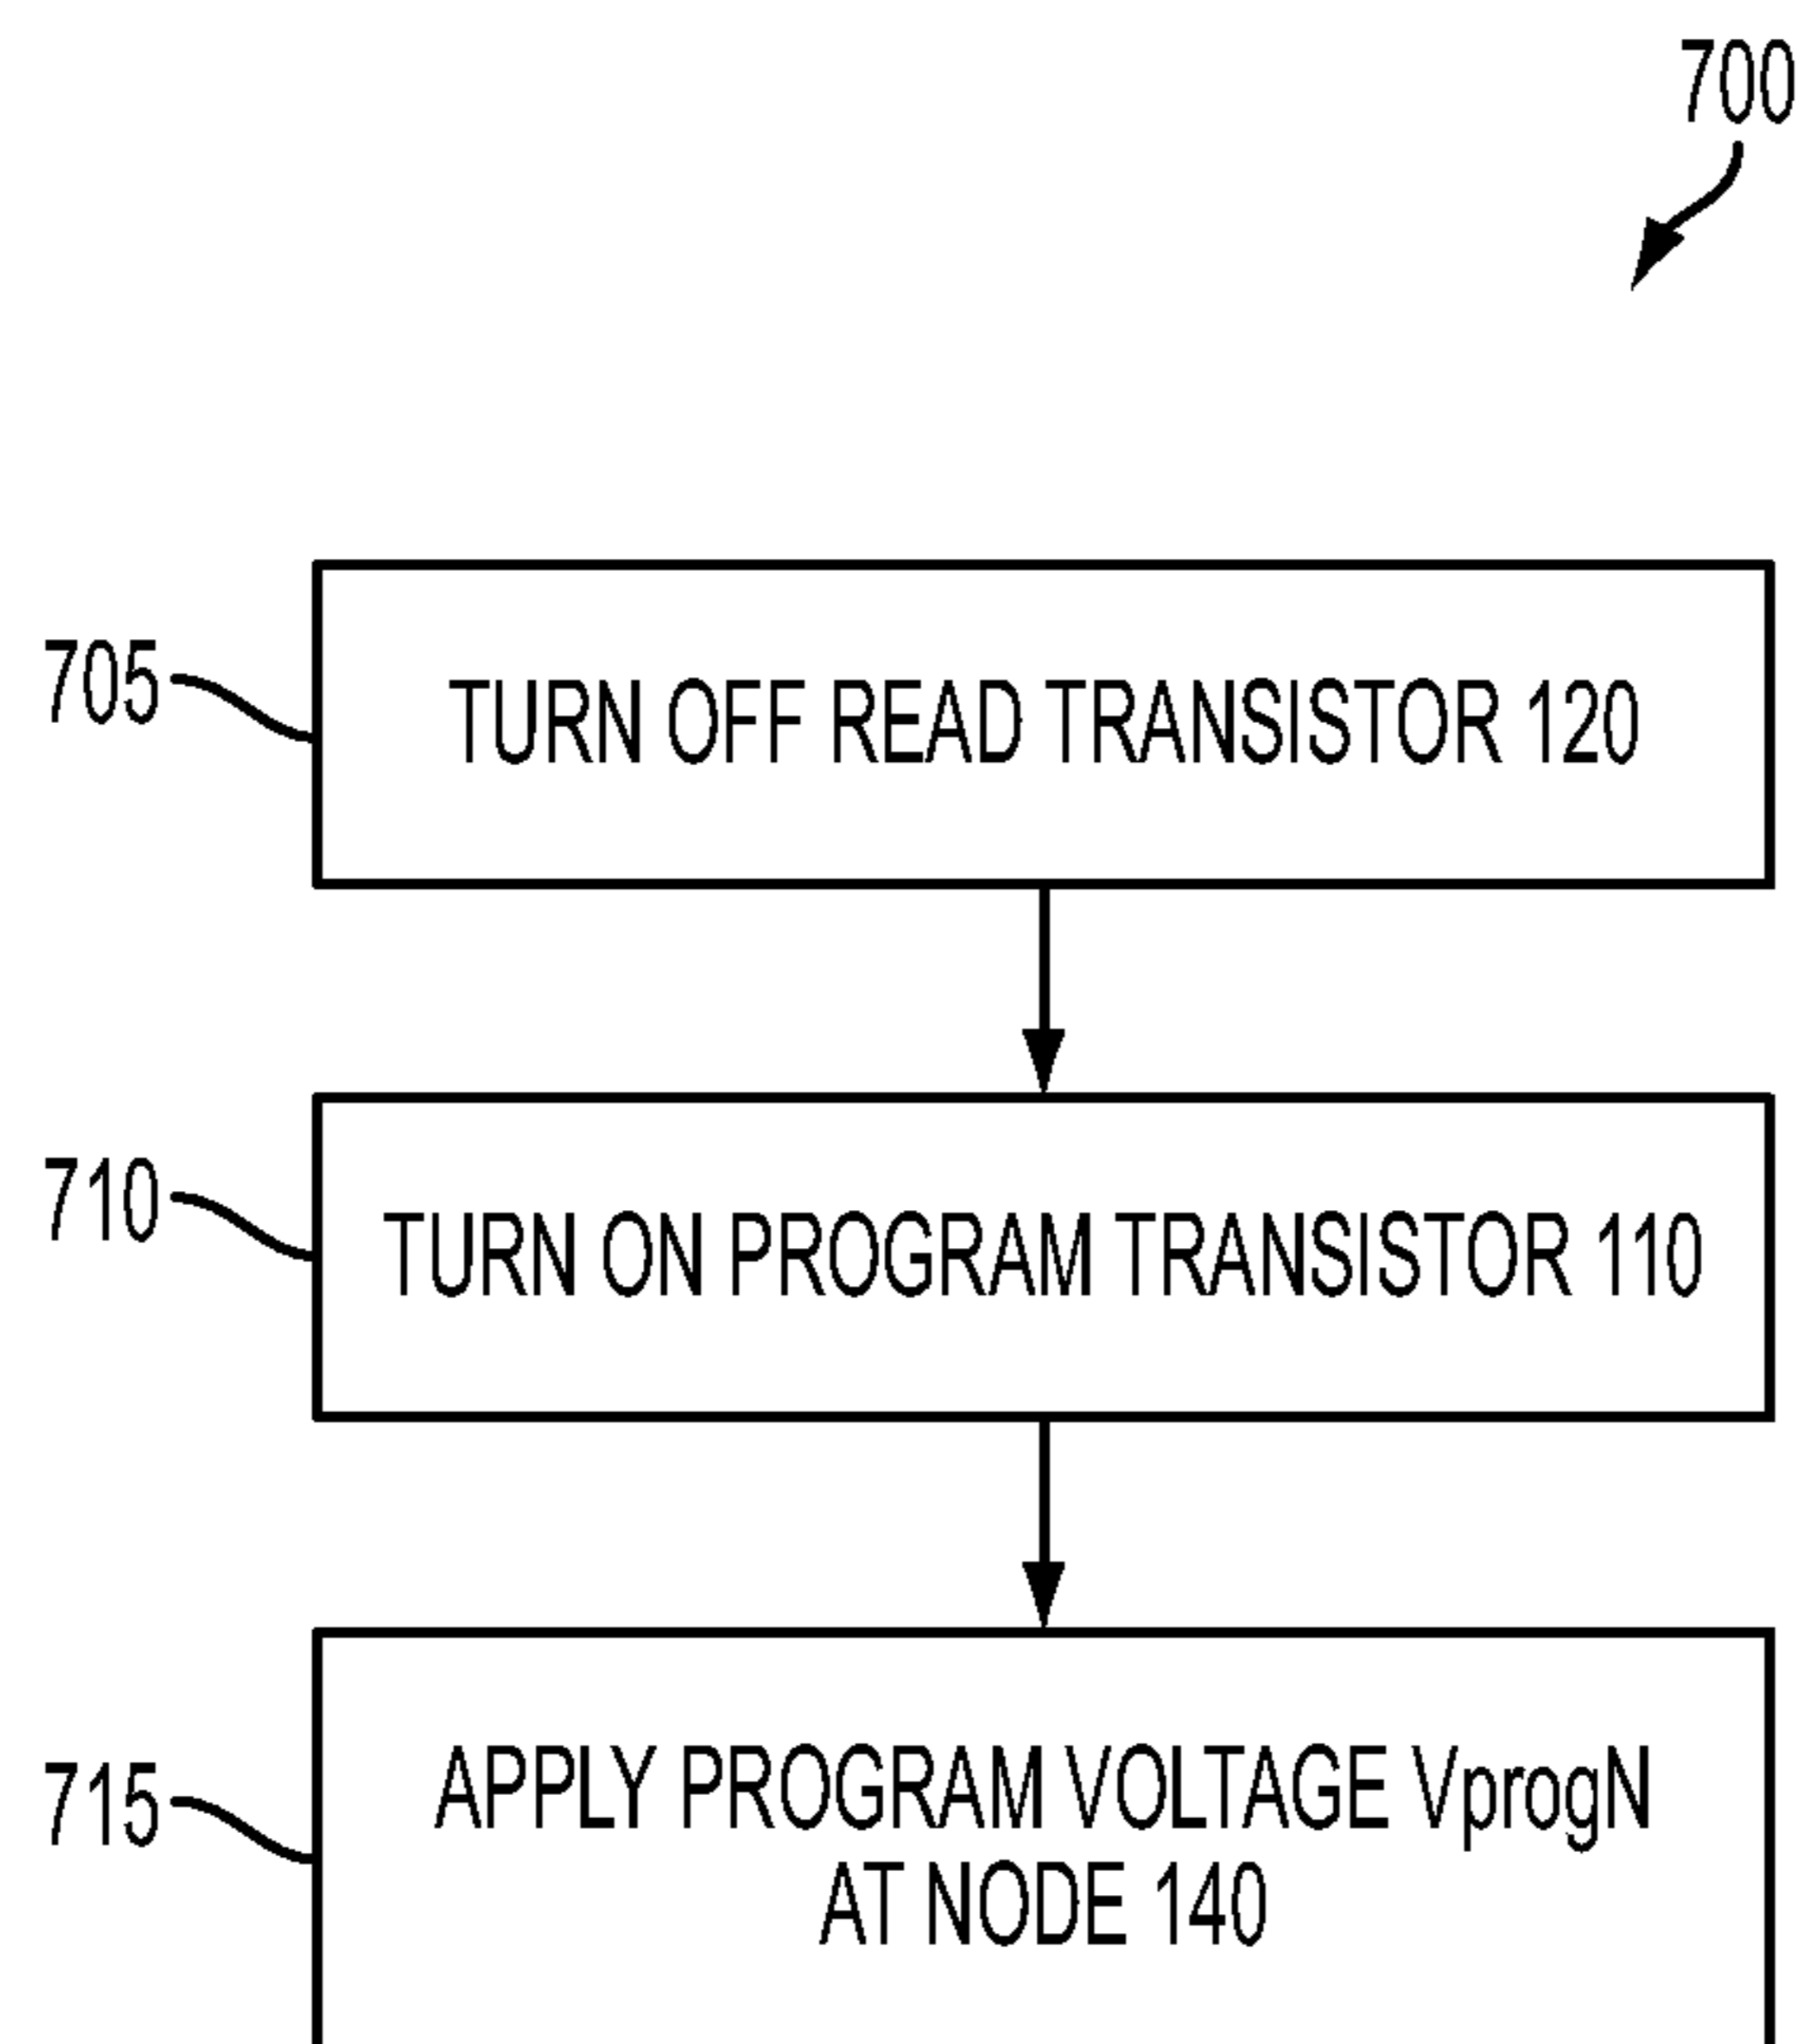 700
705
TURN OFF READ TRANSISTOR 120
710
TURN ON PROGRAM TRANSISTOR 110
715
APPLY PROGRAM VOLTAGE VprogN
AT NODE 140